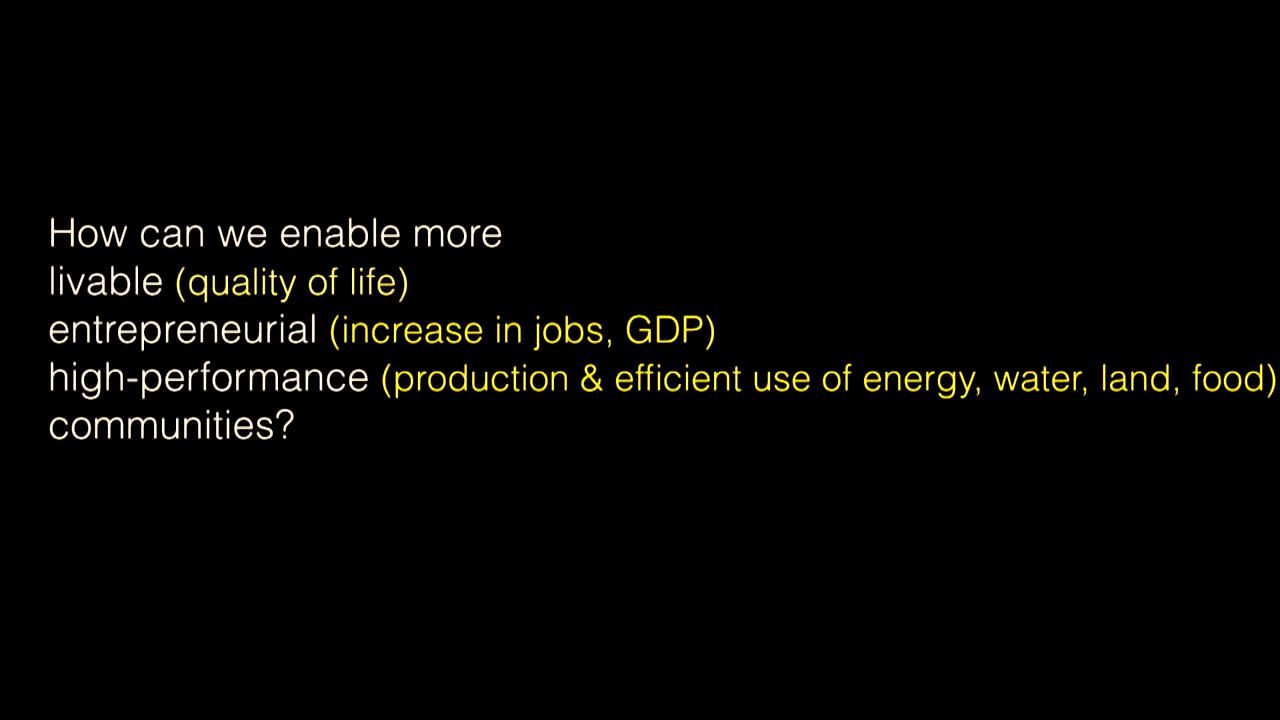 How can we enable more
livable (quality of life)
entrepreneurial (increase in jobs, GDP)
high-performance (production & efficient use of energy, water, land, food)
communities?